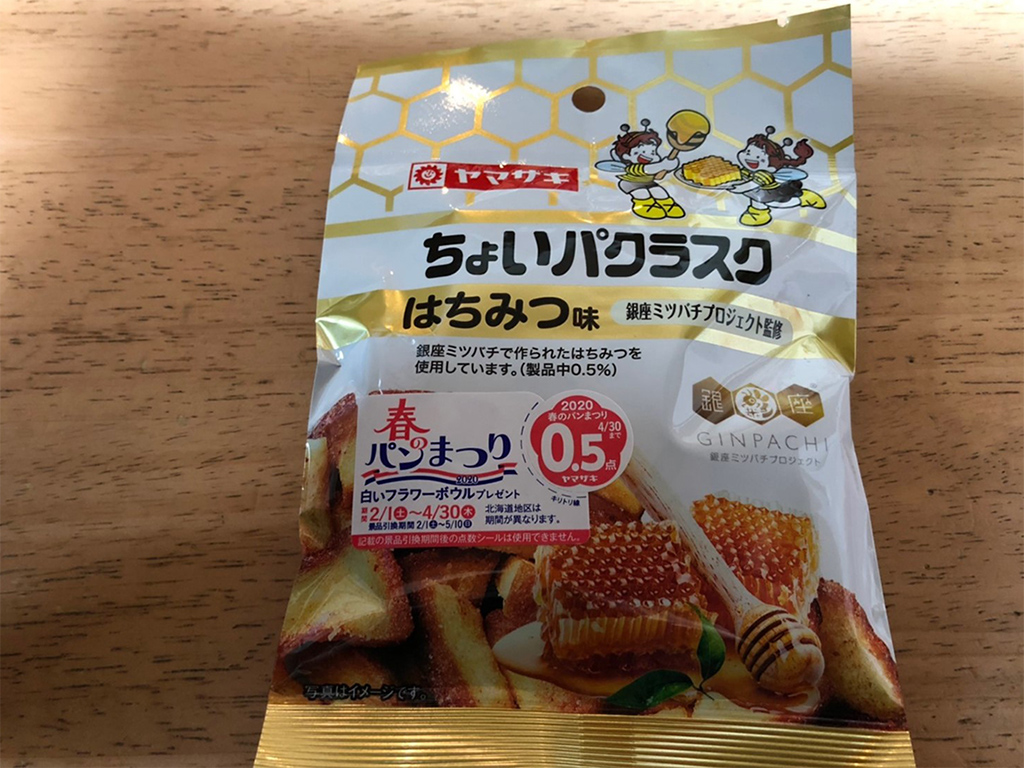 ヤマザキ
ちょいパクラスク
はちみつ味
銀座ミツバチプロジェクト監修
銀座ミツバチで作られたはちみつを
使用しています。(製品中0.5%)
銀座
GINPACHI
銀座ミツバチプロジェクト
春の
パンまつり
2020
白いフラワーボウルプレゼント
期間 2/1土〜4/30木
景品引換期間 2/1土〜5/10日
北海道地区は
期間が異なります。
記載の景品引換期間後の点数シールは使用できません。
2020
春のパンまつり
4/30まで
0.5点
ヤマザキ
キリトリ線
写真はイメージです。